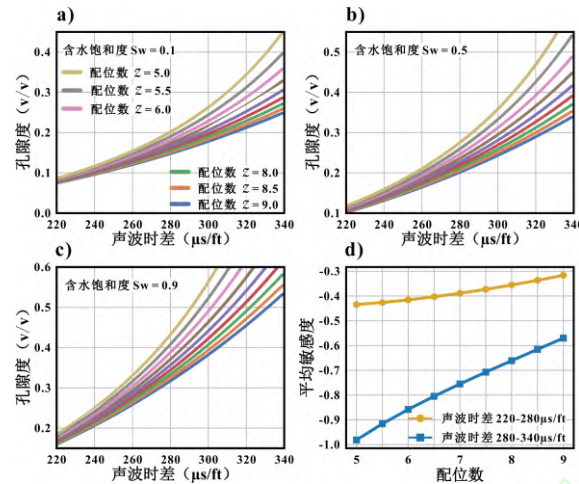 a)
含水饱和度 Sw=0.1
配位数 Z=5.0
配位数 Z=5.5
配位数 Z=6.0
配位数 Z=8.0
配位数 Z=8.5
配位数 Z=9.0
孔隙度（v/v）
0.4
0.3
0.2
0.1
0.0
220 240 260 280 300 320 340
声波时差（μs/ft）
b)
含水饱和度 Sw=0.5
孔隙度（v/v）
0.5
0.4
0.3
0.2
0.1
220 240 260 280 300 320 340
声波时差（μs/ft）
c)
含水饱和度 Sw=0.9
孔隙度（v/v）
0.6
0.5
0.4
0.3
0.2
220 240 260 280 300 320 340
声波时差（μs/ft）
d)
平均敏感度
-0.3
-0.4
-0.5
-0.6
-0.7
-0.8
-0.9
-1.0
声波时差 220-280μs/ft
声波时差 280-340μs/ft
5 6 7 8 9
配位数